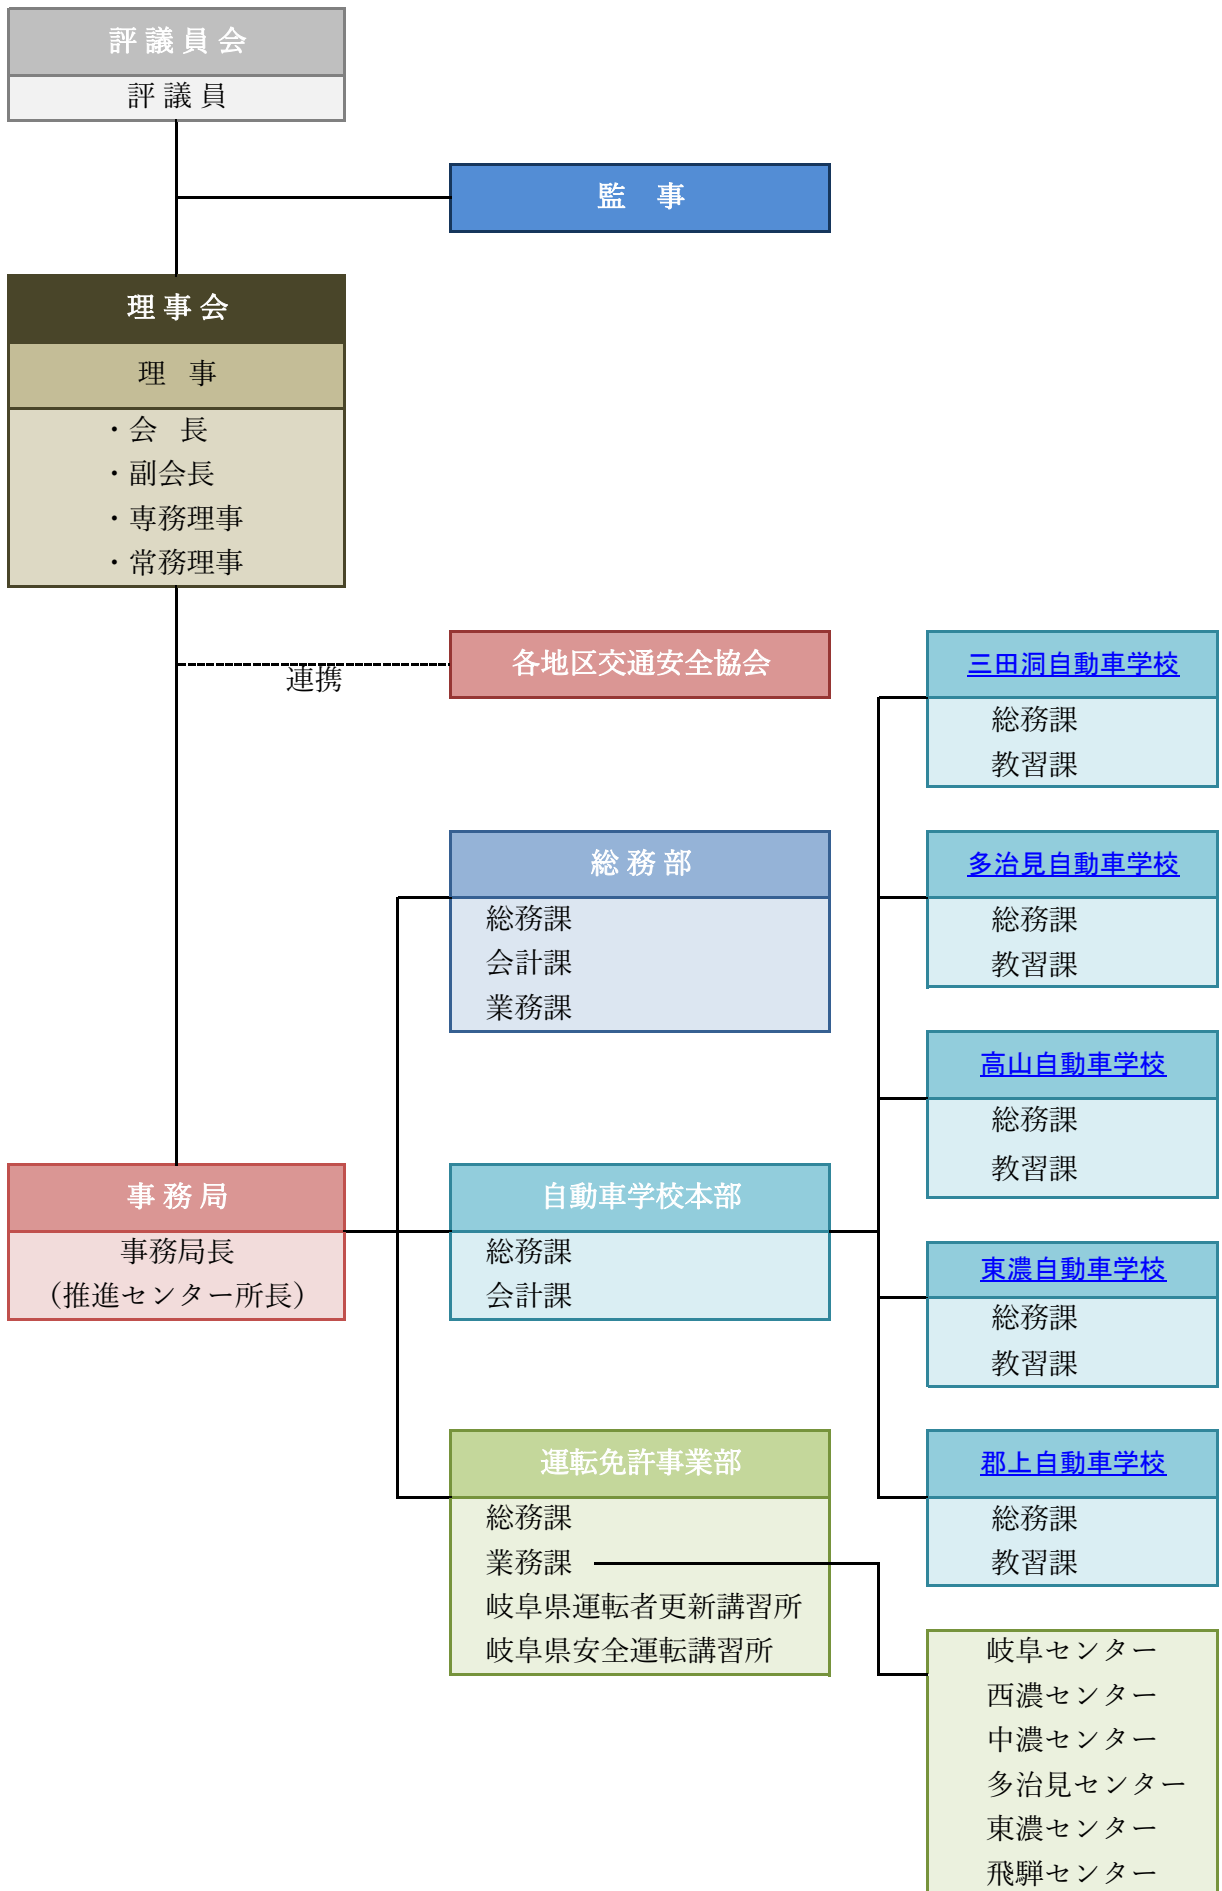 評議員会
評議員
監　事
理事会
理　事
・会　長
・副会長
・専務理事
・常務理事
連携
各地区交通安全協会
総務部
総務課
会計課
業務課
事務局
事務局長
（推進センター所長）
自動車学校本部
総務課
会計課
運転免許事業部
総務課
業務課
岐阜県運転者更新講習所
岐阜県安全運転講習所
三田洞自動車学校
総務課
教習課
多治見自動車学校
総務課
教習課
高山自動車学校
総務課
教習課
東濃自動車学校
総務課
教習課
郡上自動車学校
総務課
教習課
岐阜センター
西濃センター
中濃センター
多治見センター
東濃センター
飛騨センター